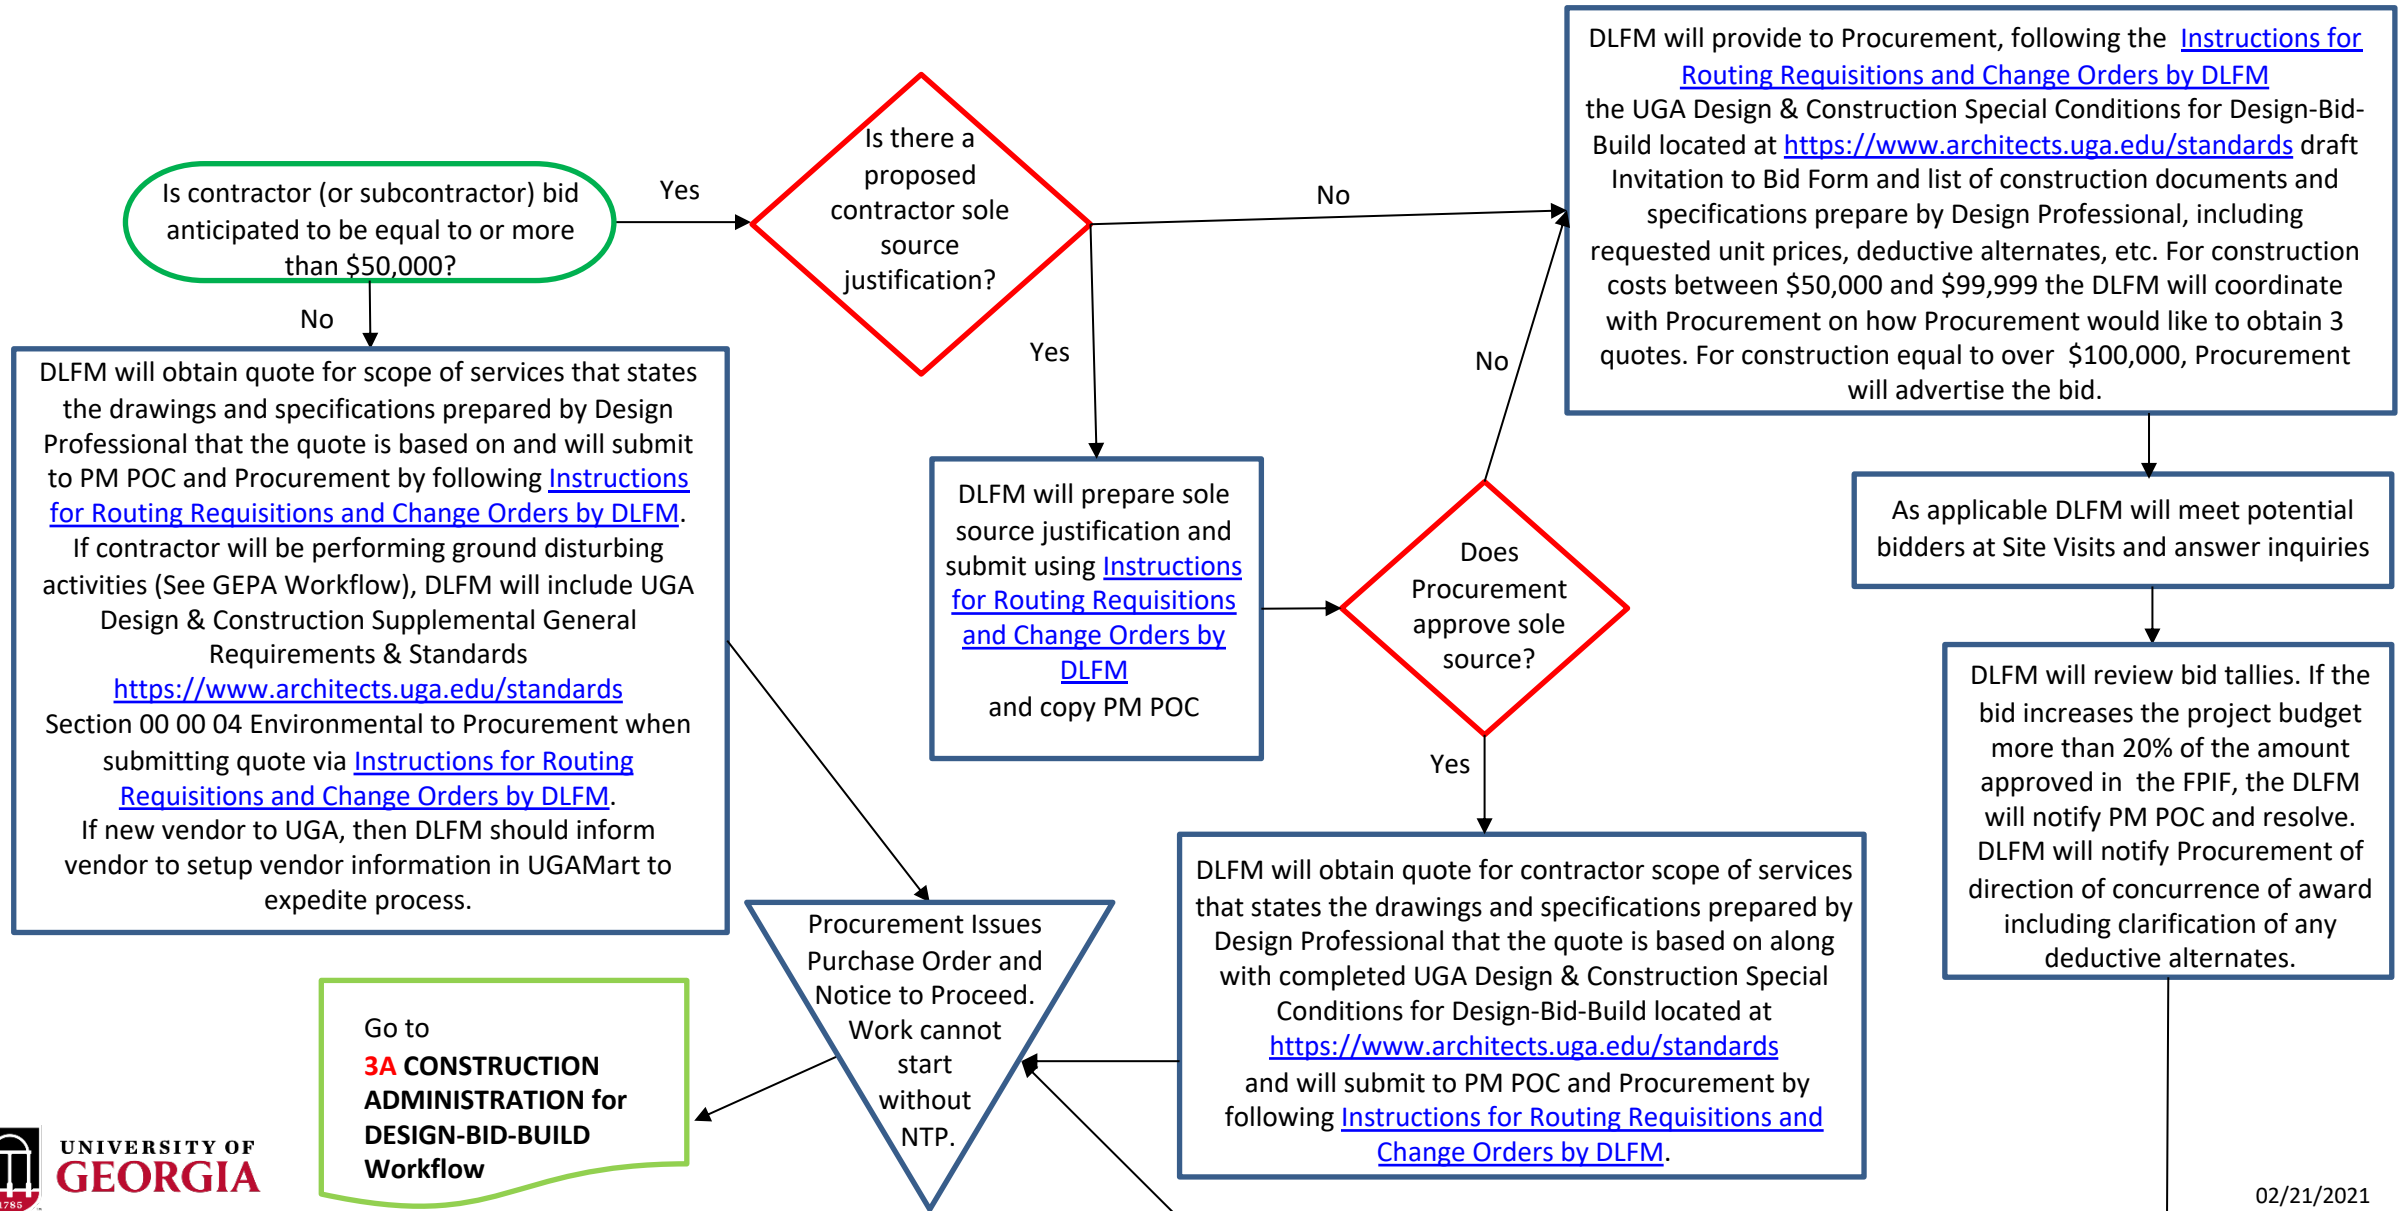 Is contractor (or subcontractor) bid
anticipated to be equal to or more
than $50,000?
Yes
No
Is there a
proposed
contractor sole
source
justification?
No
Yes
DLFM will provide to Procurement, following the Instructions for
Routing Requisitions and Change Orders by DLFM
the UGA Design & Construction Special Conditions for Design-Bid-
Build located at https://www.architects.uga.edu/standards draft
Invitation to Bid Form and list of construction documents and
specifications prepare by Design Professional, including
requested unit prices, deductive alternates, etc. For construction
costs between $50,000 and $99,999 the DLFM will coordinate
with Procurement on how Procurement would like to obtain 3
quotes. For construction equal to over $100,000, Procurement
will advertise the bid.
DLFM will obtain quote for scope of services that states
the drawings and specifications prepared by Design
Professional that the quote is based on and will submit
to PM POC and Procurement by following Instructions
for Routing Requisitions and Change Orders by DLFM.
If contractor will be performing ground disturbing
activities (See GEPA Workflow), DLFM will include UGA
Design & Construction Supplemental General
Requirements & Standards
https://www.architects.uga.edu/standards
Section 00 00 04 Environmental to Procurement when
submitting quote via Instructions for Routing
Requisitions and Change Orders by DLFM.
If new vendor to UGA, then DLFM should inform
vendor to setup vendor information in UGAMart to
expedite process.
DLFM will prepare sole
source justification and
submit using Instructions
for Routing Requisitions
and Change Orders by
DLFM
and copy PM POC
No
Does
Procurement
approve sole
source?
Yes
As applicable DLFM will meet potential
bidders at Site Visits and answer inquiries
DLFM will review bid tallies. If the
bid increases the project budget
more than 20% of the amount
approved in the FPIF, the DLFM
will notify PM POC and resolve.
DLFM will notify Procurement of
direction of concurrence of award
including clarification of any
deductive alternates.
DLFM will obtain quote for contractor scope of services
that states the drawings and specifications prepared by
Design Professional that the quote is based on along
with completed UGA Design & Construction Special
Conditions for Design-Bid-Build located at
https://www.architects.uga.edu/standards
and will submit to PM POC and Procurement by
following Instructions for Routing Requisitions and
Change Orders by DLFM.
Procurement Issues
Purchase Order and
Notice to Proceed.
Work cannot
start
without
NTP.
Go to
3A CONSTRUCTION
ADMINISTRATION for
DESIGN-BID-BUILD
Workflow
1785
UNIVERSITY OF
GEORGIA
02/21/2021